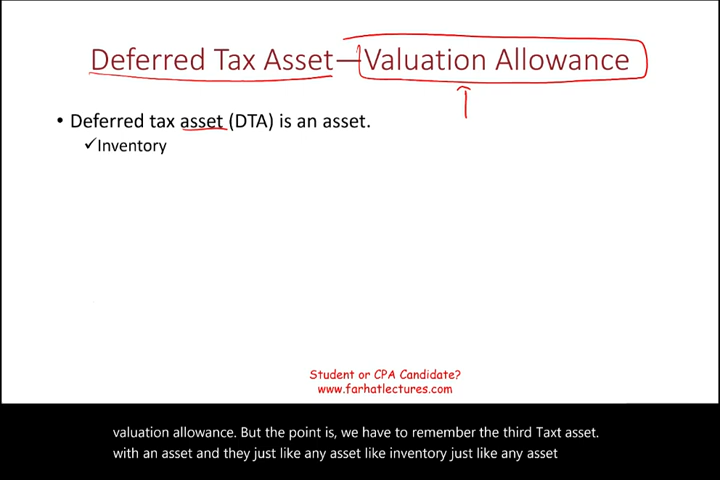 Deferred Tax Asset—Valuation Allowance
• Deferred tax asset (DTA) is an asset.
✓Inventory
Student or CPA Candidate?
www.farhatlectures.com
valuation allowance. But the point is, we have to remember the third Taxt asset.
with an asset and they just like any asset like inventory just like any asset